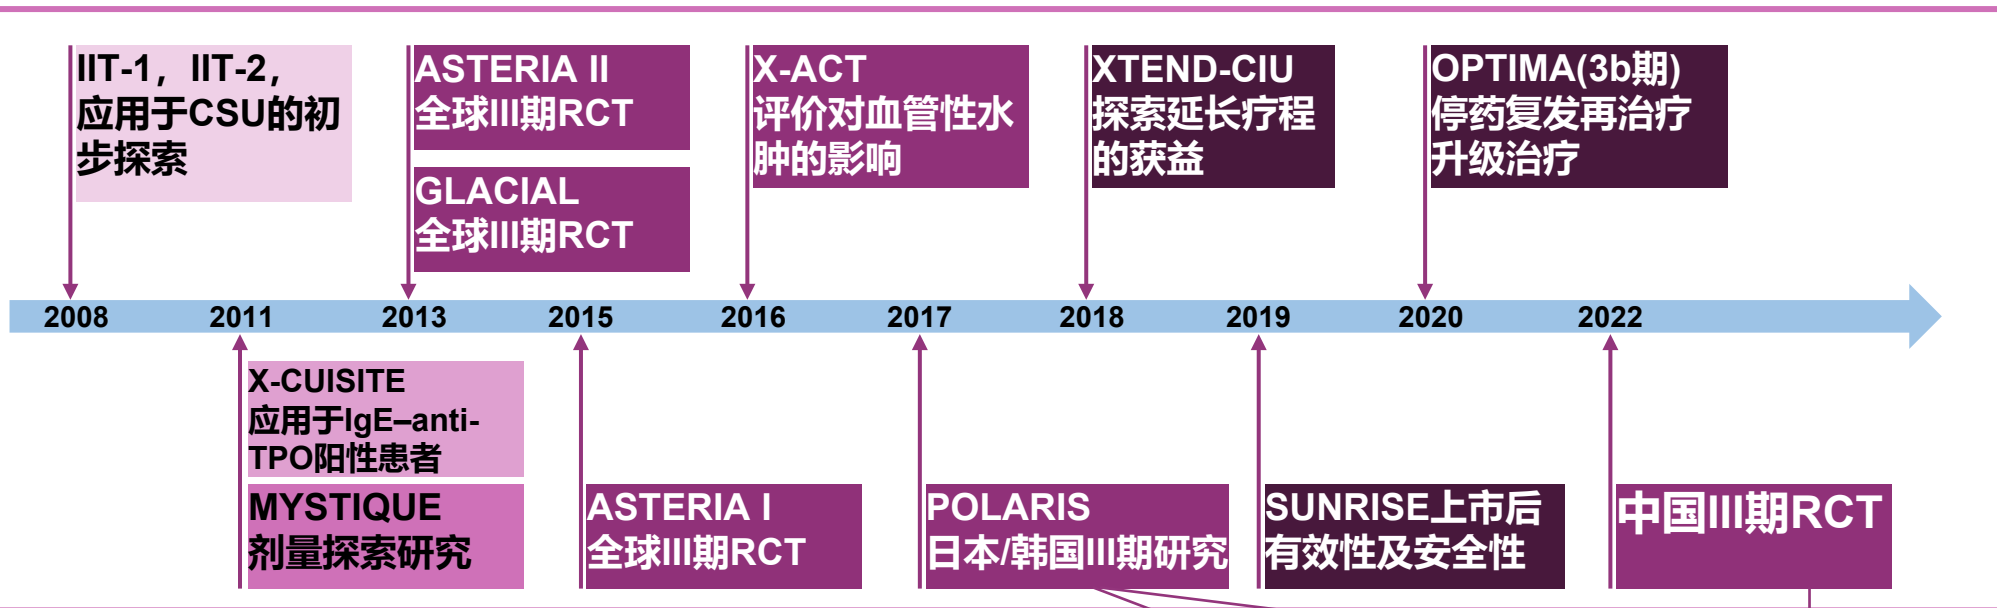 IIT-1，IIT-2，
应用于CSU的初
步探索
ASTERIA II
全球III期RCT
GLACIAL
全球III期RCT
X-ACT
评价对血管性水
肿的影响
XTEND-CIU
探索延长疗程
的获益
OPTIMA(3b期)
停药复发再治疗
升级治疗
2008 2011 2013 2015 2016 2017 2018 2019 2020 2022
X-CUISITE
应用于IgE–anti-
TPO阳性患者
MYSTIQUE
剂量探索研究
ASTERIA I
全球III期RCT
POLARIS
日本/韩国III期研究
SUNRISE上市后
有效性及安全性
中国III期RCT